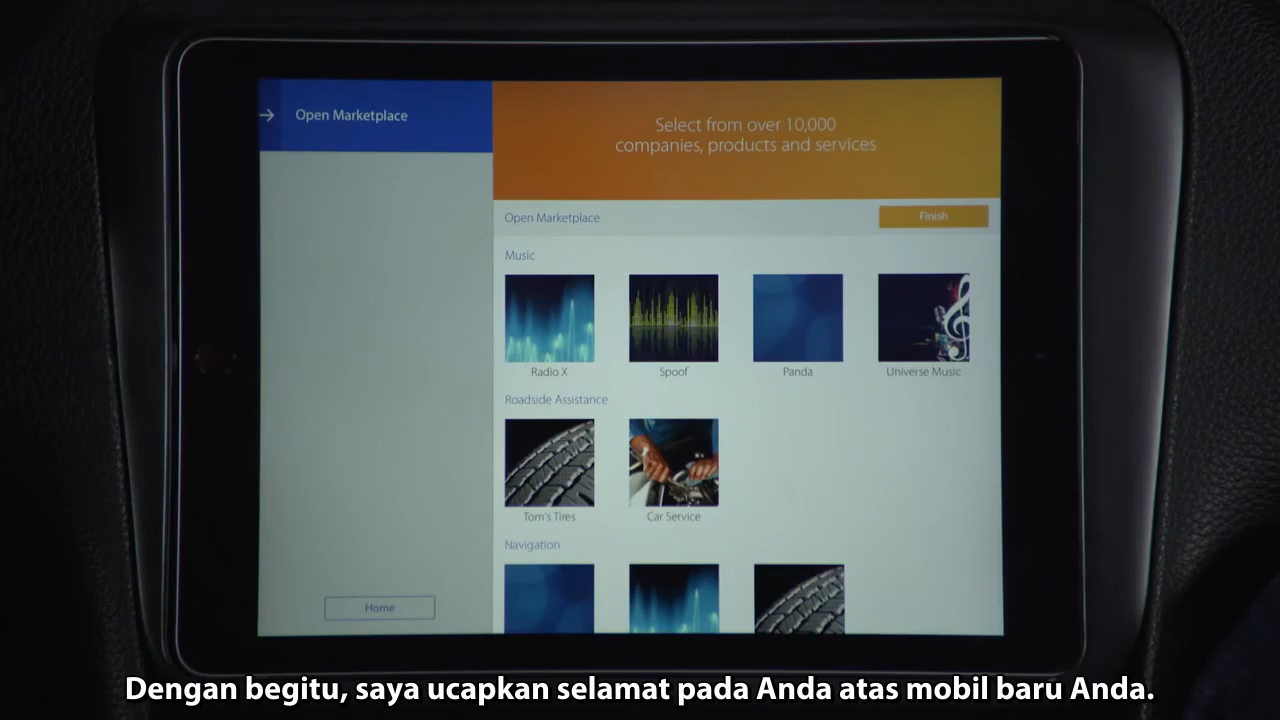 Open Marketplace
Select from over 10,000
companies, products and services
Open Marketplace
Finish
Music
Radio X
Spoof
Panda
Universe Music
Roadside Assistance
Tom's Tires
Car Service
Navigation
Home
Dengan begitu, saya ucapkan selamat pada Anda atas mobil baru Anda.